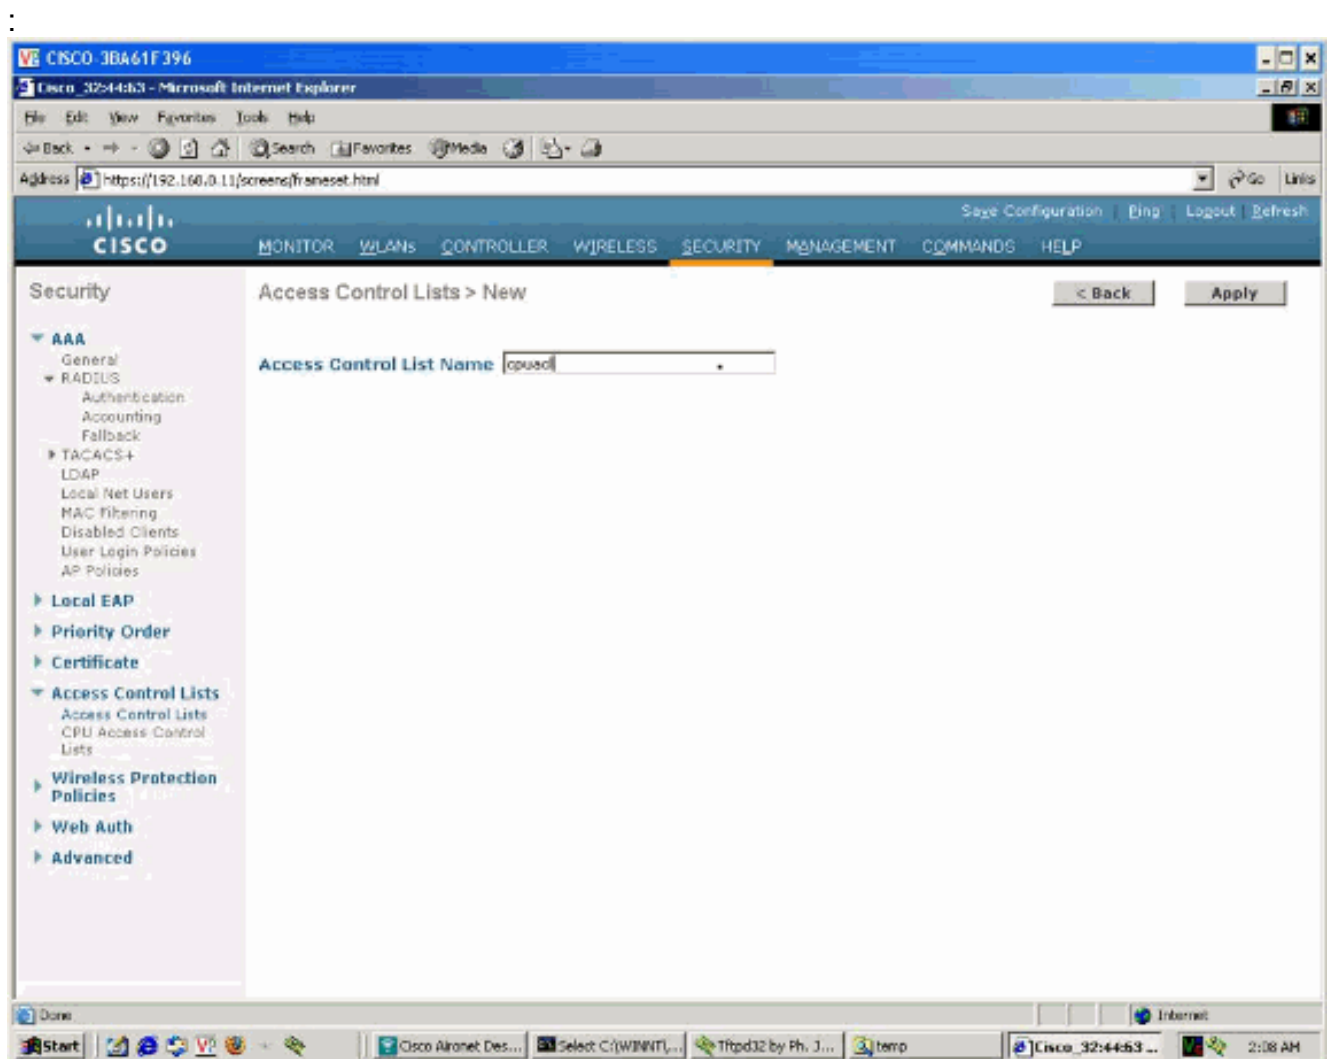 :
CISCO-3BA61F396
Cisco_32:44:63 - Microsoft Internet Explorer
File Edit View Favorites Tools Help
Back Search Favorites Media
Address https://192.168.0.11/screens/frameset.html Go Links
Save Configuration | Ping | Logout | Refresh
CISCO
MONITOR WLANs CONTROLLER WIRELESS SECURITY MANAGEMENT COMMANDS HELP
Security
Access Control Lists > New
< Back
Apply
Access Control List Name cpuacl
AAA
General
RADIUS
Authentication
Accounting
Fallback
TACACS+
LDAP
Local Net Users
MAC Filtering
Disabled Clients
User Login Policies
AP Policies
Local EAP
Priority Order
Certificate
Access Control Lists
Access Control Lists
CPU Access Control
Lists
Wireless Protection
Policies
Web Auth
Advanced
Done
Internet
Start
Cisco Aironet Des...
Select C:\WINNT\...
Tftpd32 by Ph. J...
temp
Cisco_32:44:63 ...
2:08 AM